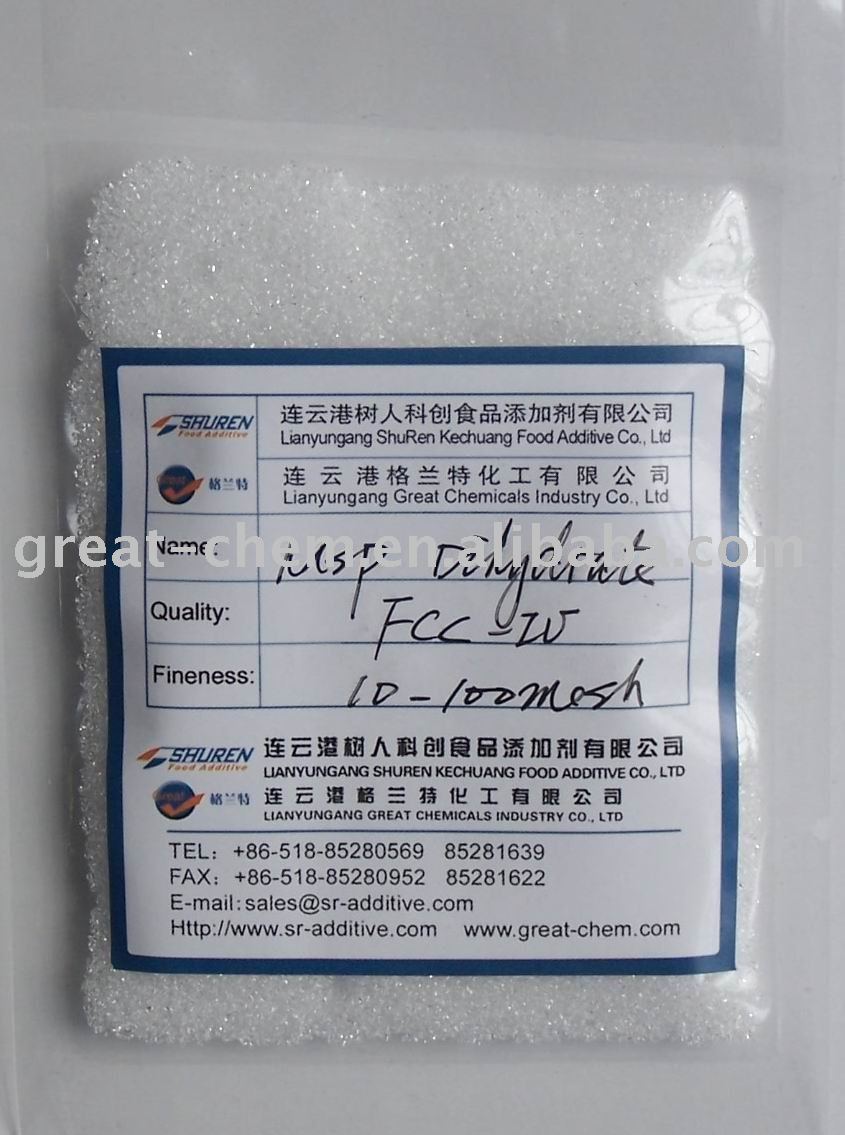 SHUREN
Food Additive
连云港树人科创食品添加剂有限公司
Lianyungang ShuRen Kechuang Food Additive Co., Ltd
Great
格兰特
连云港格兰特化工有限公司
Lianyungang Great Chemicals Industry Co., Ltd
great-chem.en.alibaba.com
Name: MSP Dihydrate
Quality: FCC-IV
Fineness: 10-100mesh
SHUREN
Food Additive
连云港树人科创食品添加剂有限公司
LIANYUNGANG SHUREN KECHUANG FOOD ADDITIVE CO., LTD
Great
格兰特
连云港格兰特化工有限公司
LIANYUNGANG GREAT CHEMICALS INDUSTRY CO., LTD
TEL: +86-518-85280569 85281639
FAX: +86-518-85280952 85281622
E-mail: sales@sr-additive.com
Http://www.sr-additive.com www.great-chem.com